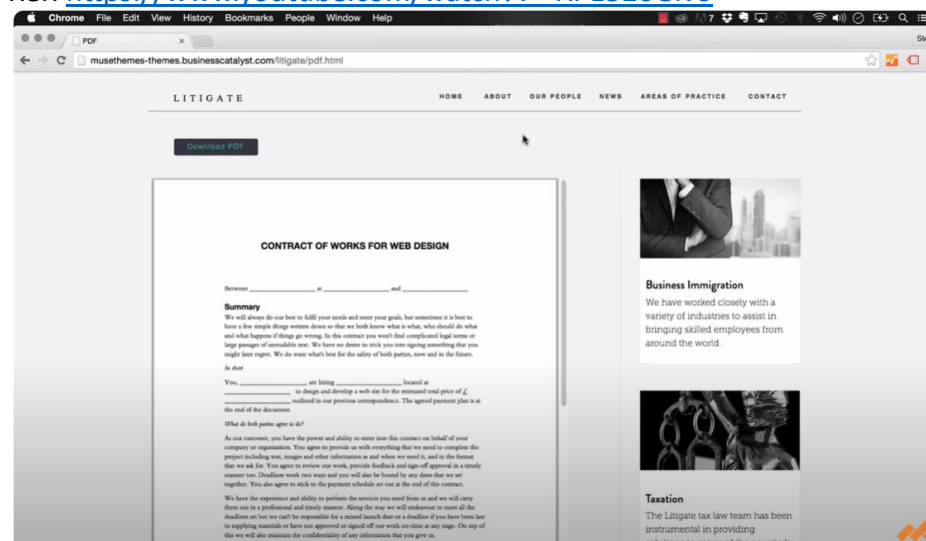 Chrome File Edit View History Bookmarks People Window Help
PDF
musethemes-themes.businesscatalyst.com/litigate/pdf.html
LITIGATE
HOME ABOUT OUR PEOPLE NEWS AREAS OF PRACTICE CONTACT
Download PDF
CONTRACT OF WORKS FOR WEB DESIGN
Between at and
Summary
We will always do our best to fulfil your needs and meet your goals, but sometimes it is best to
have a few simple things written down so that we both know what is what, who should do what
and what happens if things go wrong. In this contract you won't find complicated legal terms or
large passages of unreadable text. We have no desire to trick you into signing something that you
might later regret. We do want what's best for the safety of both parties, now and in the future.
In short
You, , are hiring located at
to design and develop a web site for the estimated total price of £
outlined in our previous correspondence. The agreed payment plan is at
the end of the document.
What do both parties agree to do?
As our customer, you have the power and ability to enter into this contract on behalf of your
company or organization. You agree to provide us with everything that we need to complete the
project including text, images and other information as and when we need it, and in the format
that we ask for. You agree to review our work, provide feedback and sign-off approval in a timely
manner too. Deadlines work two ways and you will also be bound by any dates that we set
together. You also agree to stick to the payment schedule set out at the end of this contract.
We have the experience and ability to perform the services you need from us and we will carry
them out in a professional and timely manner. Along the way we will endeavour to meet all the
deadlines set but we can't be responsible for a missed launch date or a deadline if you have been late
in supplying materials or have not approved or signed off our work on-time at any stage. On top of
this we will also maintain the confidentiality of any information that you give us.
Business Immigration
We have worked closely with a
variety of industries to assist in
bringing skilled employees from
around the world .
Taxation
The Litigate tax law team has been
instrumental in providing